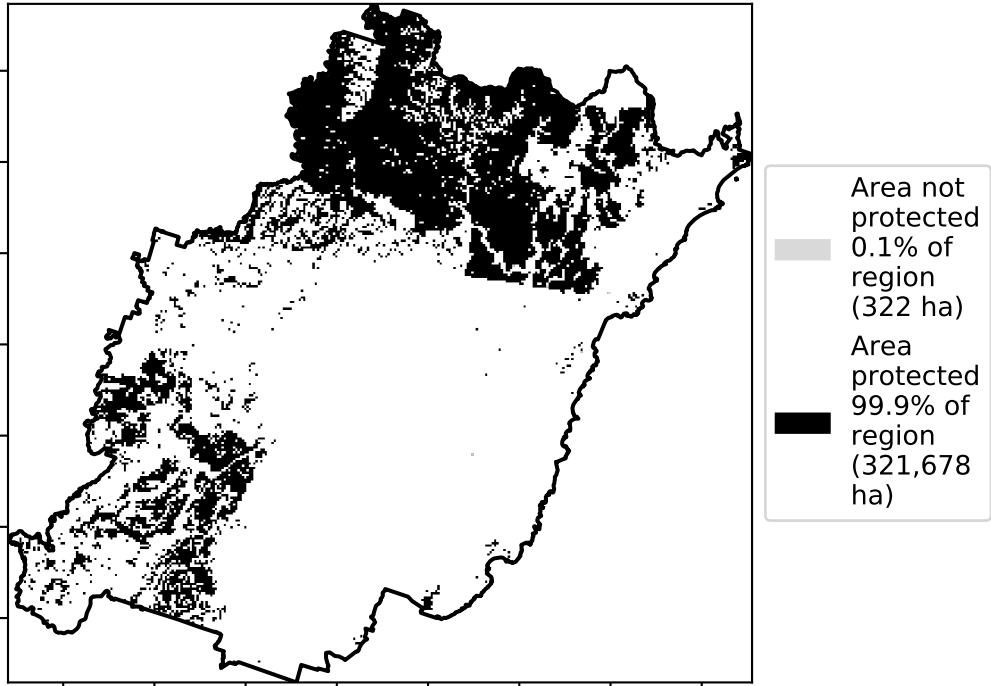 Area not
protected
0.1% of
region
(322 ha)
Area
protected
99.9% of
region
(321,678
ha)